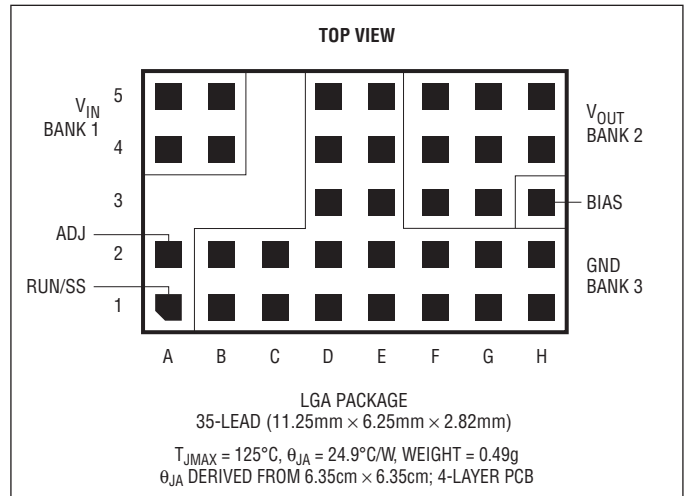 TOP VIEW
V_IN
BANK 1
5
4
3
2
1
ADJ
RUN/SS
V_OUT
BANK 2
BIAS
GND
BANK 3
A B C D E F G H
LGA PACKAGE
35-LEAD (11.25mm × 6.25mm × 2.82mm)
T_JMAX = 125°C, θ_JA = 24.9°C/W, WEIGHT = 0.49g
θ_JA DERIVED FROM 6.35cm × 6.35cm; 4-LAYER PCB